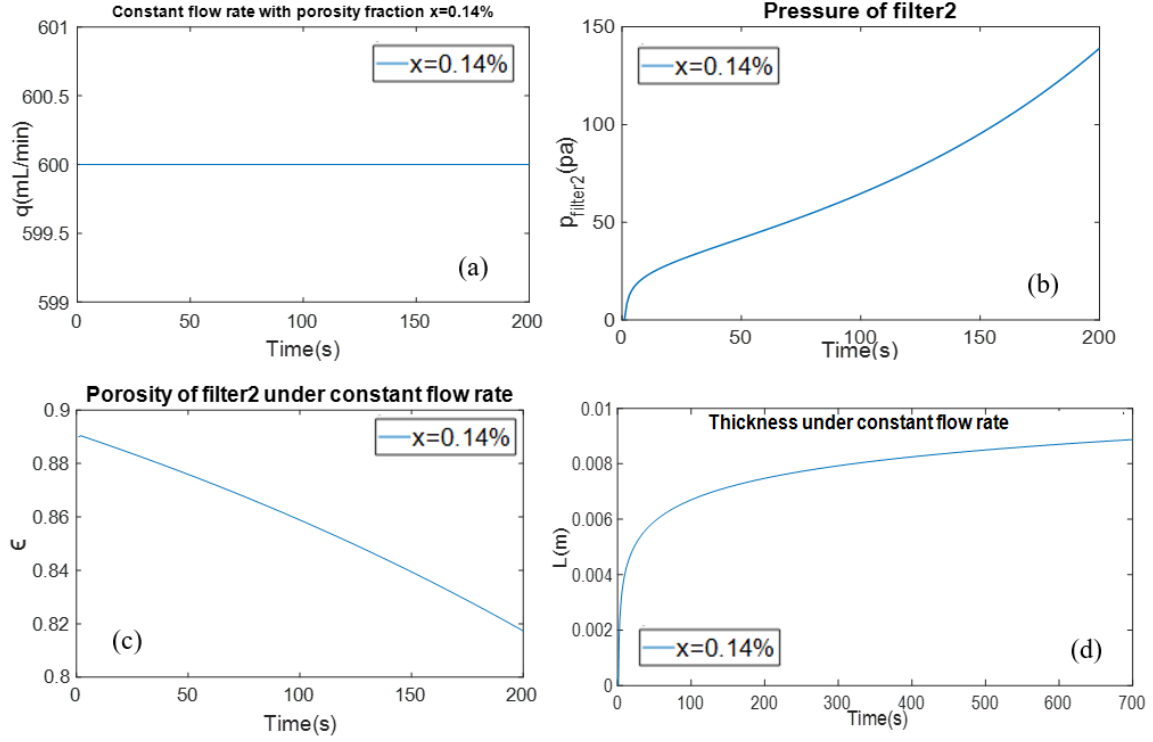 Constant flow rate with porosity fraction x=0.14%
601
600.5
600
599.5
599
q(mL/min)
x=0.14%
(a)
0 50 100 150 200
Time(s)
Pressure of filter2
150
100
50
0
p_filter2(pa)
x=0.14%
(b)
0 50 100 150 200
Time(s)
Porosity of filter2 under constant flow rate
0.9
0.88
0.86
0.84
0.82
0.8
ϵ
x=0.14%
(c)
0 50 100 150 200
Time(s)
Thickness under constant flow rate
0.01
0.008
0.006
0.004
0.002
0
L(m)
x=0.14%
(d)
0 100 200 300 400 500 600 700
Time(s)